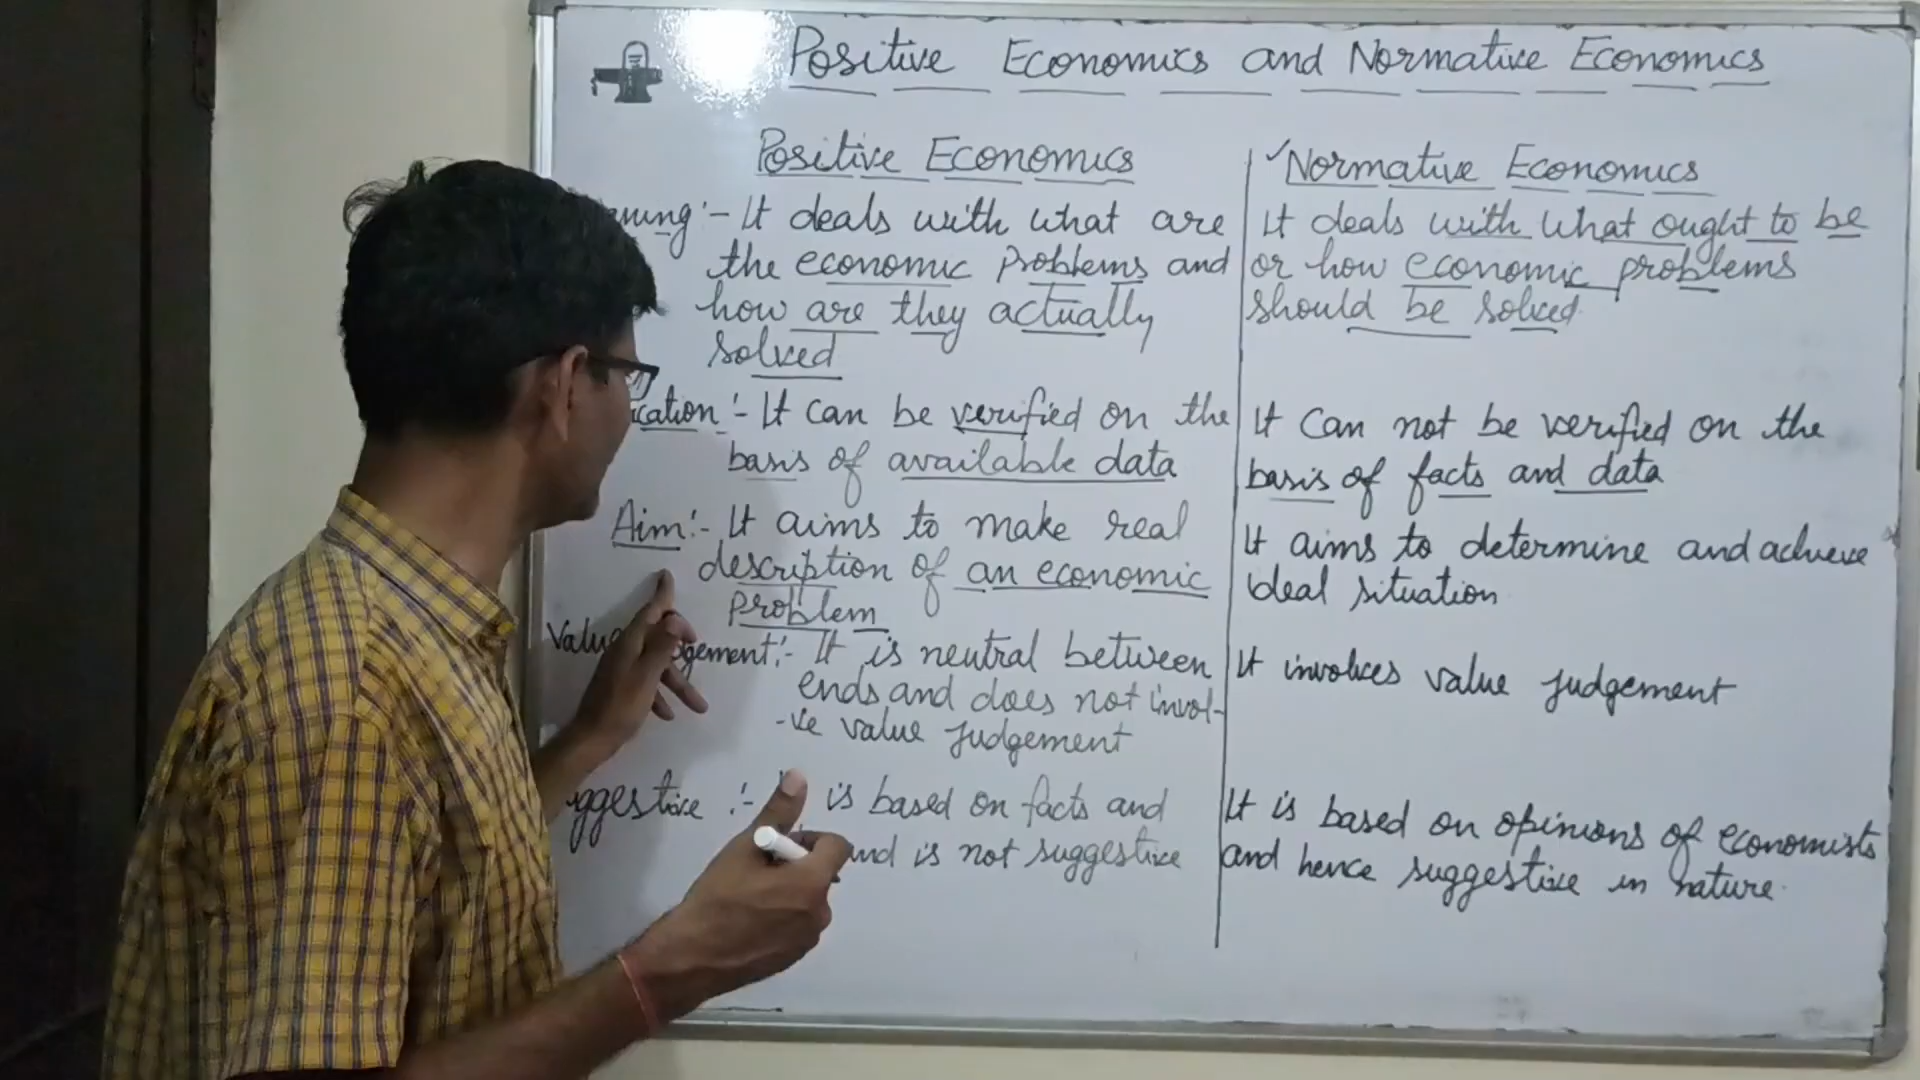 Positive Economics and Normative Economics
Positive Economics
:- It deals with what are
the economic problems and
how are they actually
solved
:- It can be verified on the
basis of available data
Aim:- It aims to make real
description of an economic
problem
:- It is neutral between
ends and does not invol-
-ve value judgement
:- is based on facts and
and is not suggestive
Normative Economics
It deals with what ought to be
or how economic problems
should be solved.
It can not be verified on the
basis of facts and data
It aims to determine and achieve
ideal situation
It involves value judgement
It is based on opinions of economists
and hence suggestive in nature.